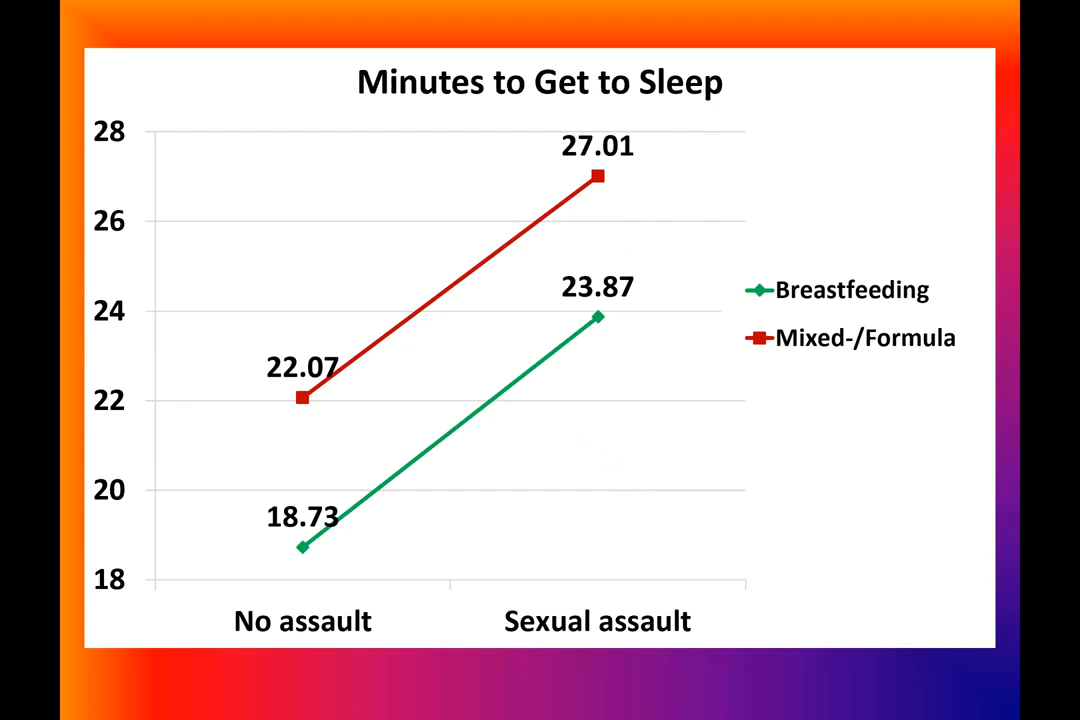 Minutes to Get to Sleep
28
27.01
26
23.87
Breastfeeding
24
Mixed-/Formula
22.07
22
20
18.73
18
No assault Sexual assault